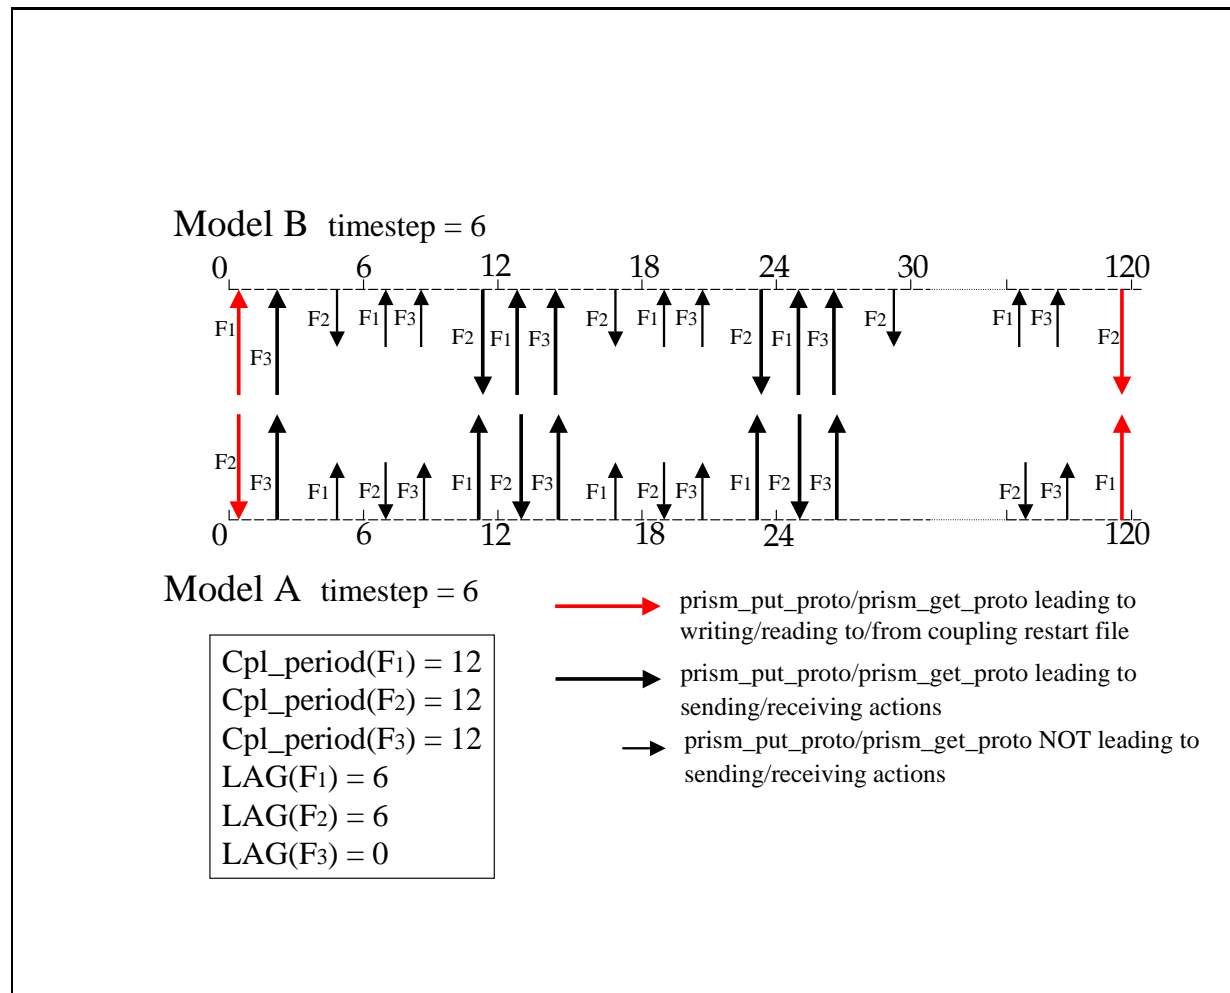 Model B timestep = 6
0 6 12 18 24 30 120
F1 F3 F2 F1 F3 F2 F1 F3 F2 F1 F3 F2 F1 F3 F2 F1 F3 F2
F2 F3 F1 F2 F3 F1 F2 F3 F1 F2 F3 F1 F2 F3 F2 F3 F1
0 6 12 18 24 120
Model A timestep = 6
prism_put_proto/prism_get_proto leading to
writing/reading to/from coupling restart file
prism_put_proto/prism_get_proto leading to
sending/receiving actions
prism_put_proto/prism_get_proto NOT leading to
sending/receiving actions
Cpl_period(F1) = 12
Cpl_period(F2) = 12
Cpl_period(F3) = 12
LAG(F1) = 6
LAG(F2) = 6
LAG(F3) = 0